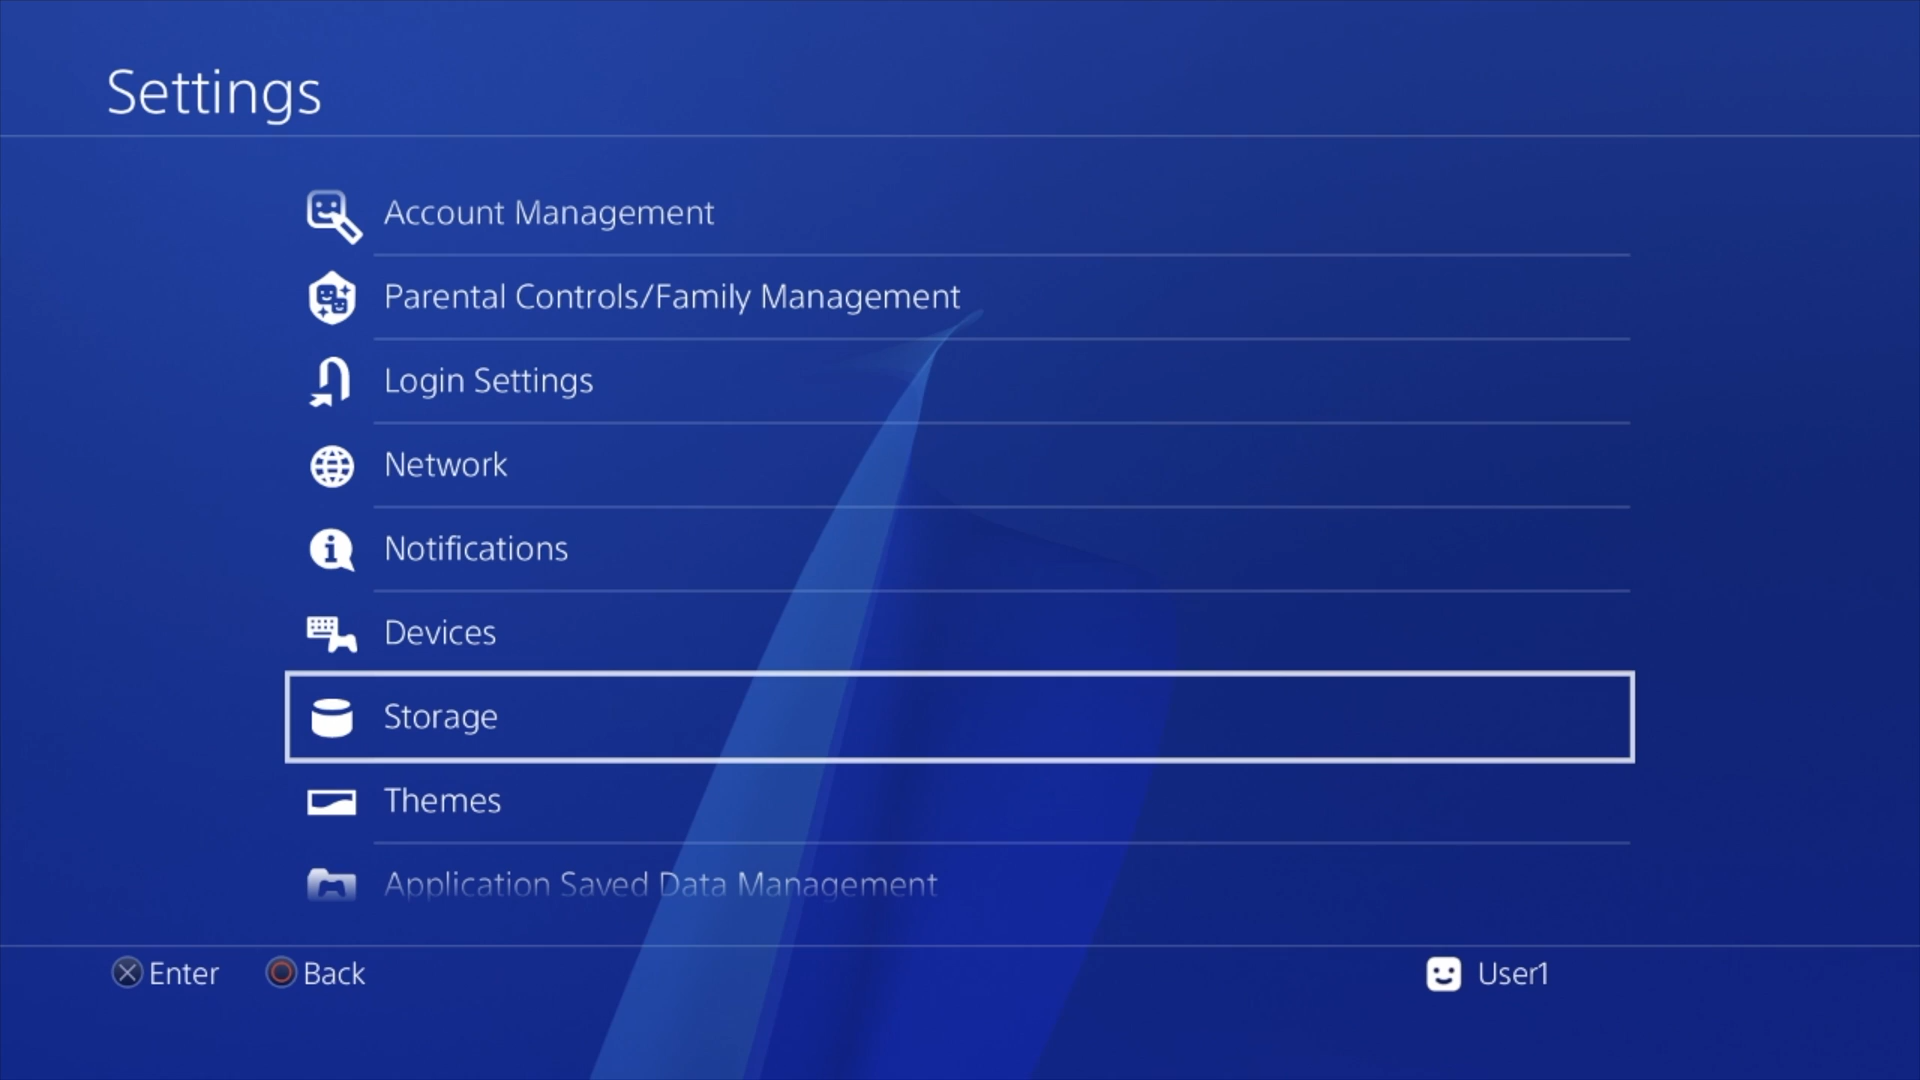 Settings
Account Management
Parental Controls/Family Management
Login Settings
Network
Notifications
Devices
Storage
Themes
Application Saved Data Management
Enter Back User1